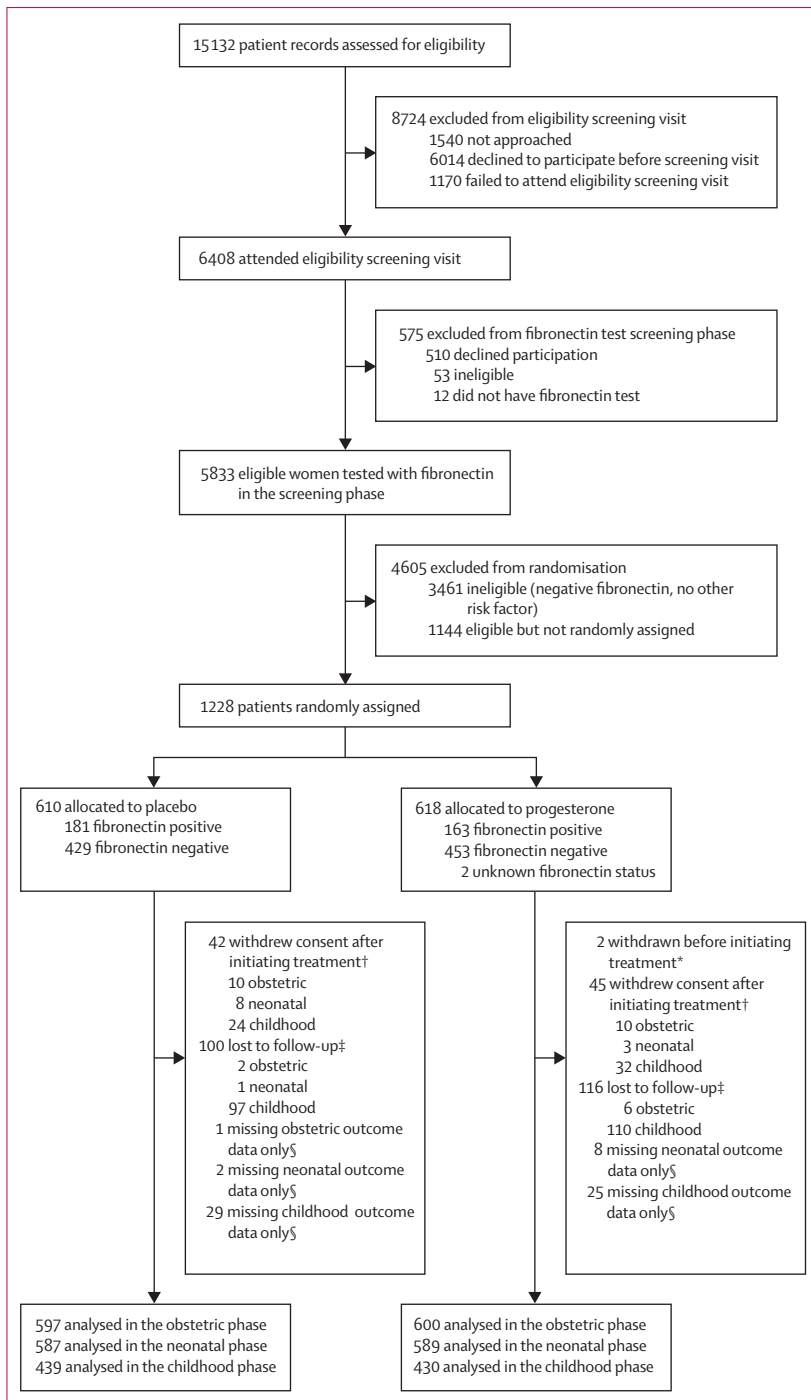 15132 patient records assessed for eligibility
8724 excluded from eligibility screening visit
1540 not approached
6014 declined to participate before screening visit
1170 failed to attend eligibility screening visit
6408 attended eligibility screening visit
575 excluded from fibronectin test screening phase
510 declined participation
53 ineligible
12 did not have fibronectin test
5833 eligible women tested with fibronectin
in the screening phase
4605 excluded from randomisation
3461 ineligible (negative fibronectin, no other
risk factor)
1144 eligible but not randomly assigned
1228 patients randomly assigned
610 allocated to placebo
181 fibronectin positive
429 fibronectin negative
618 allocated to progesterone
163 fibronectin positive
453 fibronectin negative
2 unknown fibronectin status
42 withdrew consent after
initiating treatment†
10 obstetric
8 neonatal
24 childhood
100 lost to follow-up‡
2 obstetric
1 neonatal
97 childhood
1 missing obstetric outcome
data only§
2 missing neonatal outcome
data only§
29 missing childhood outcome
data only§
2 withdrawn before initiating
treatment*
45 withdrew consent after
initiating treatment†
10 obstetric
3 neonatal
32 childhood
116 lost to follow-up‡
6 obstetric
110 childhood
8 missing neonatal outcome
data only§
25 missing childhood outcome
data only§
597 analysed in the obstetric phase
587 analysed in the neonatal phase
439 analysed in the childhood phase
600 analysed in the obstetric phase
589 analysed in the neonatal phase
430 analysed in the childhood phase